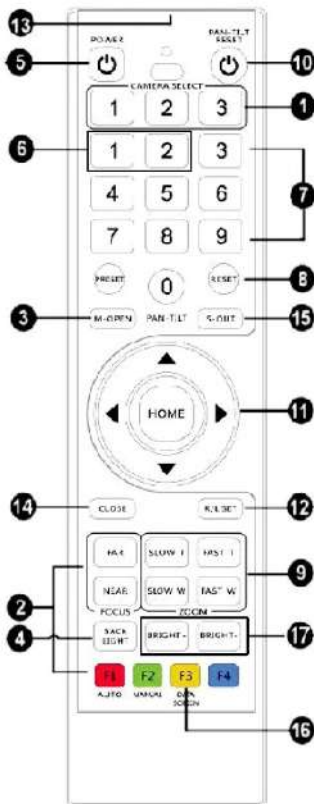 13
POWER
PAN-TILT
RESET
5
10
CAMERA SELECT
1 2 3
1
6
1 2 3
4 5 6
7
7 8 9
PRESET 0 RESET
8
3
M-OPEN PAN-TILT S-OUT
15
HOME
11
14
CLOSE R/L SET
12
2
FAR SLOW T FAST T
9
NEAR SLOW W FAST W
FOCUS ZOOM
4
BACK
LIGHT
BRIGHT- BRIGHT-
17
F1 F2 F3 F4
AUTO MANUAL DATA
SCREEN
16